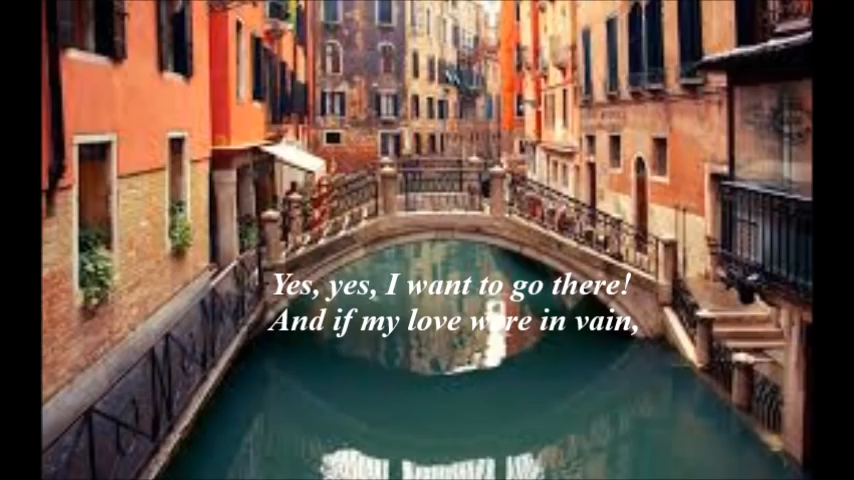 Yes, yes, I want to go there!
And if my love were in vain,